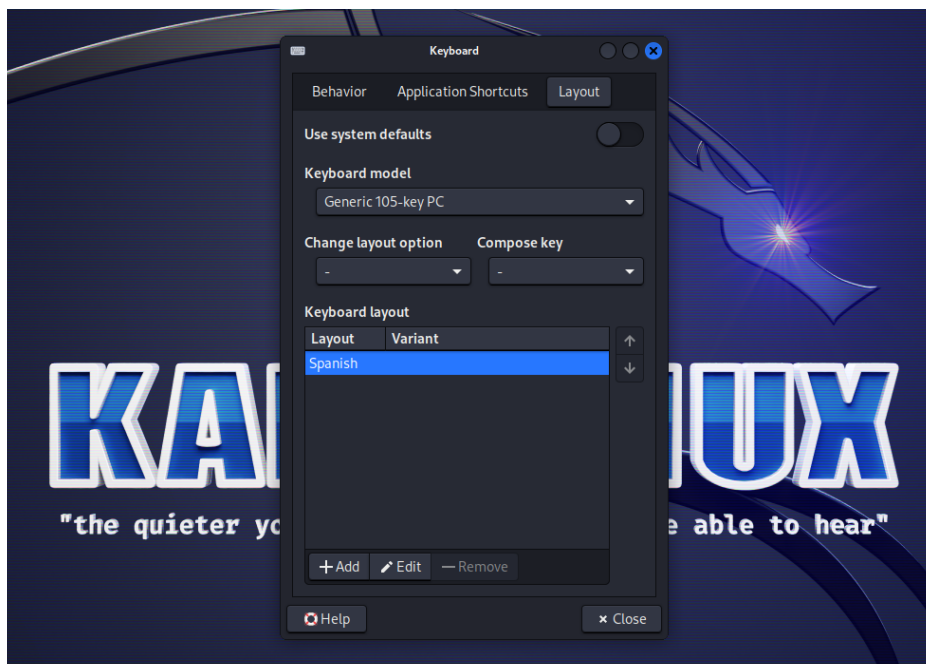 Keyboard
Behavior Application Shortcuts Layout
Use system defaults
Keyboard model
Generic 105-key PC
Change layout option Compose key
- -
Keyboard layout
Layout Variant
Spanish
KA UX
"the quieter yo able to hear"
Add Edit Remove
Help Close